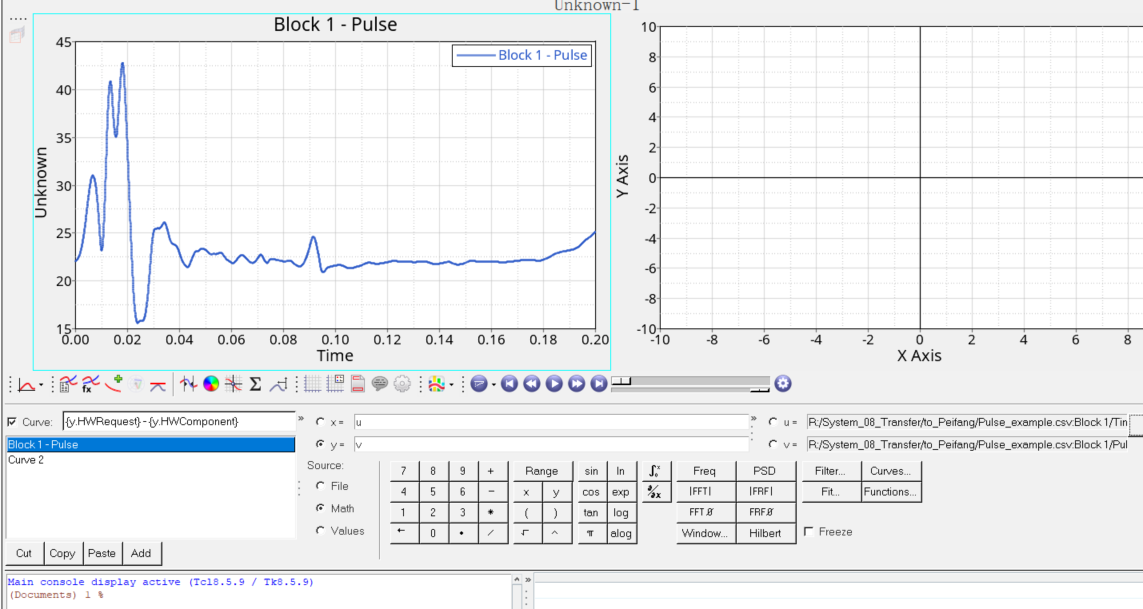 Unknown-1
Block 1 - Pulse
Block 1 - Pulse
45
40
35
30
25
20
15
Unknown
0.00 0.02 0.04 0.06 0.08 0.10 0.12 0.14 0.16 0.18 0.20
Time
10
8
6
4
2
0
-2
-4
-6
-8
-10
Y Axis
-10 -8 -6 -4 -2 0 2 4 6 8
X Axis
Curve: {y.HWRequest} - {y.HWComponent} » x = u » u = R:/System_08_Transfer/to_Peifang/Pulse_example.csv:Block 1/Tin
Block 1 - Pulse y = v v = R:/System_08_Transfer/to_Peifang/Pulse_example.csv:Block 1/Pul
Curve 2
Source:
File
Math
Values
7 8 9 + Range sin ln Freq PSD Filter... Curves...
4 5 6 - x y cos exp ∂/∂x |FFT| |FRF| Fit... Functions...
1 2 3 * ( ) tan log FFT Ø FRF Ø
← 0 • / √ ^ π alog Window... Hilbert Freeze
Cut Copy Paste Add
Main console display active (Tcl8.5.9 / Tk8.5.9)
(Documents) 1 %